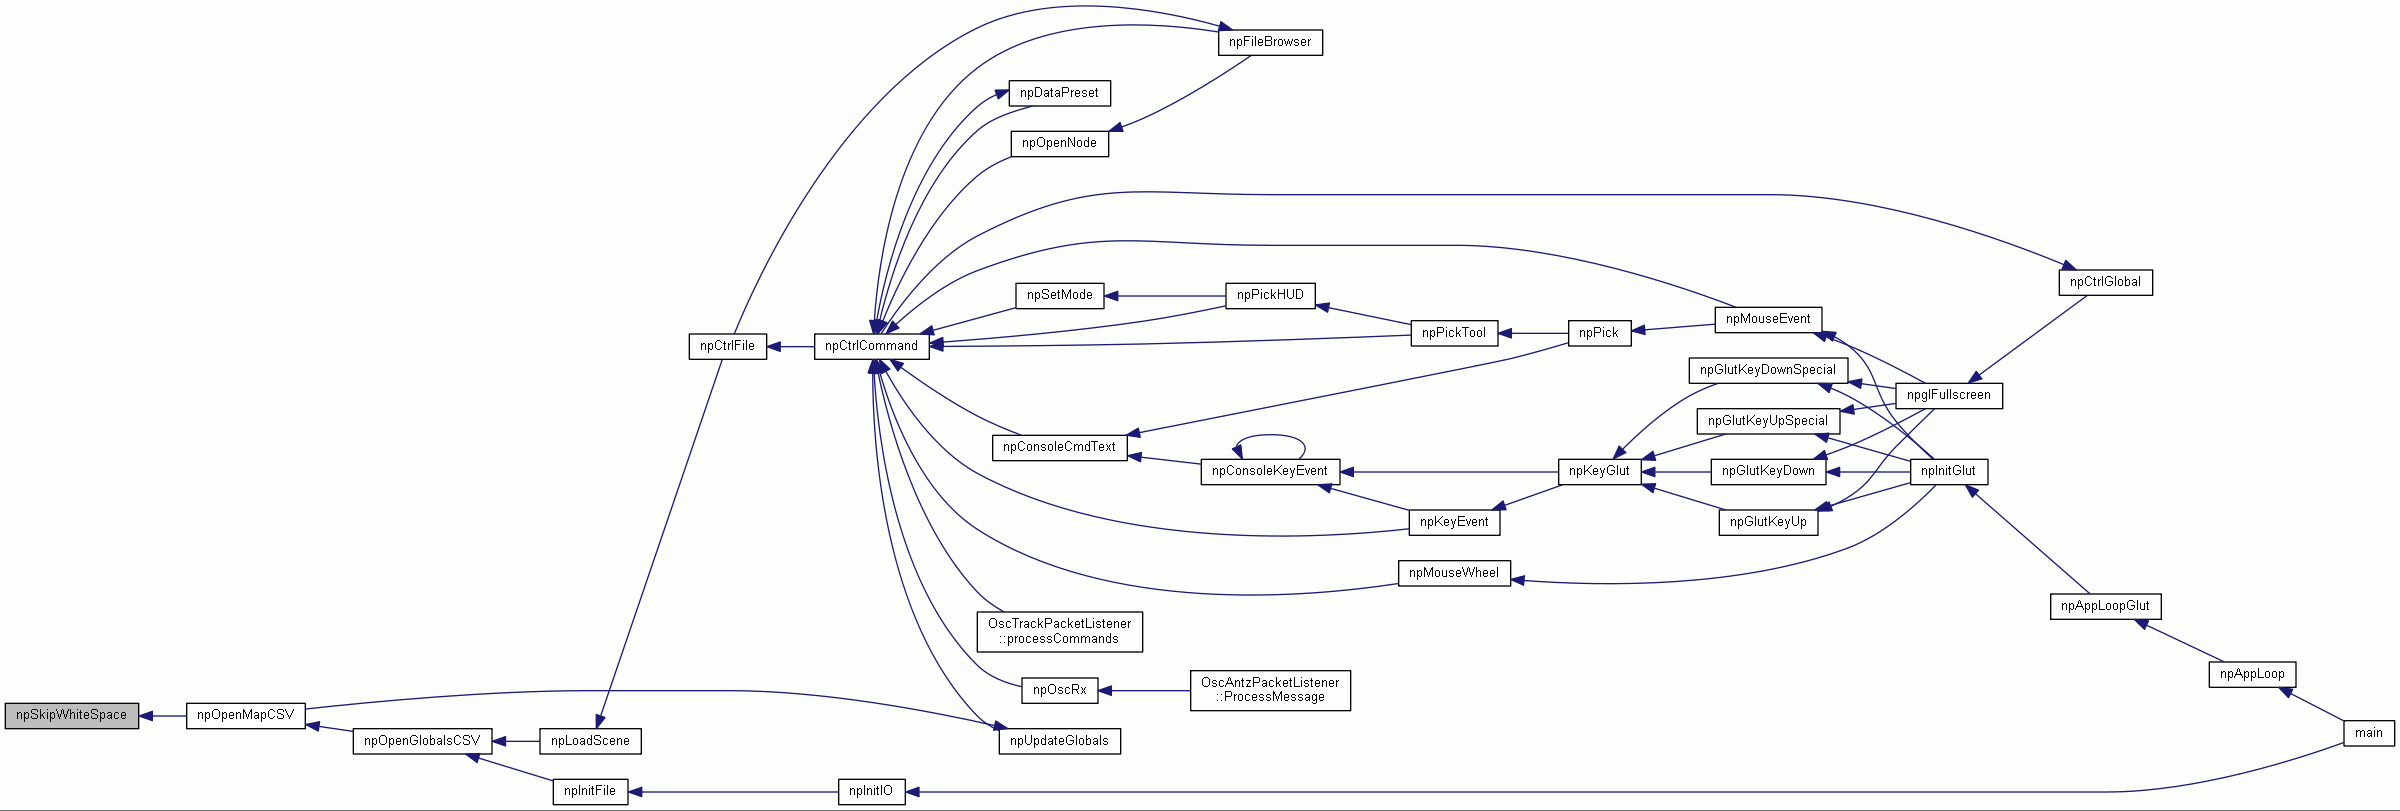 npFileBrowser
npDataPreset
npOpenNode
npCtrlGlobal
npSetMode
npPickHUD
npMouseEvent
npPickTool
npPick
npCtrlFile
npCtrlCommand
npGlutKeyDownSpecial
npglFullscreen
npGlutKeyUpSpecial
npConsoleCmdText
npConsoleKeyEvent
npKeyGlut
npGlutKeyDown
npInitGlut
npKeyEvent
npGlutKeyUp
npMouseWheel
npAppLoopGlut
OscTrackPacketListener
::processCommands
npAppLoop
npOscRx
OscAntzPacketListener
::ProcessMessage
npSkipWhiteSpace
npOpenMapCSV
main
npOpenGlobalsCSV
npLoadScene
npUpdateGlobals
npInitFile
npInitIO